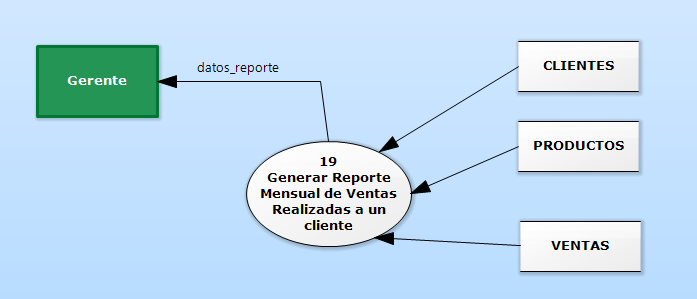 datos_reporte
Gerente
CLIENTES
PRODUCTOS
19
Generar Reporte
Mensual de Ventas
Realizadas a un
cliente
VENTAS